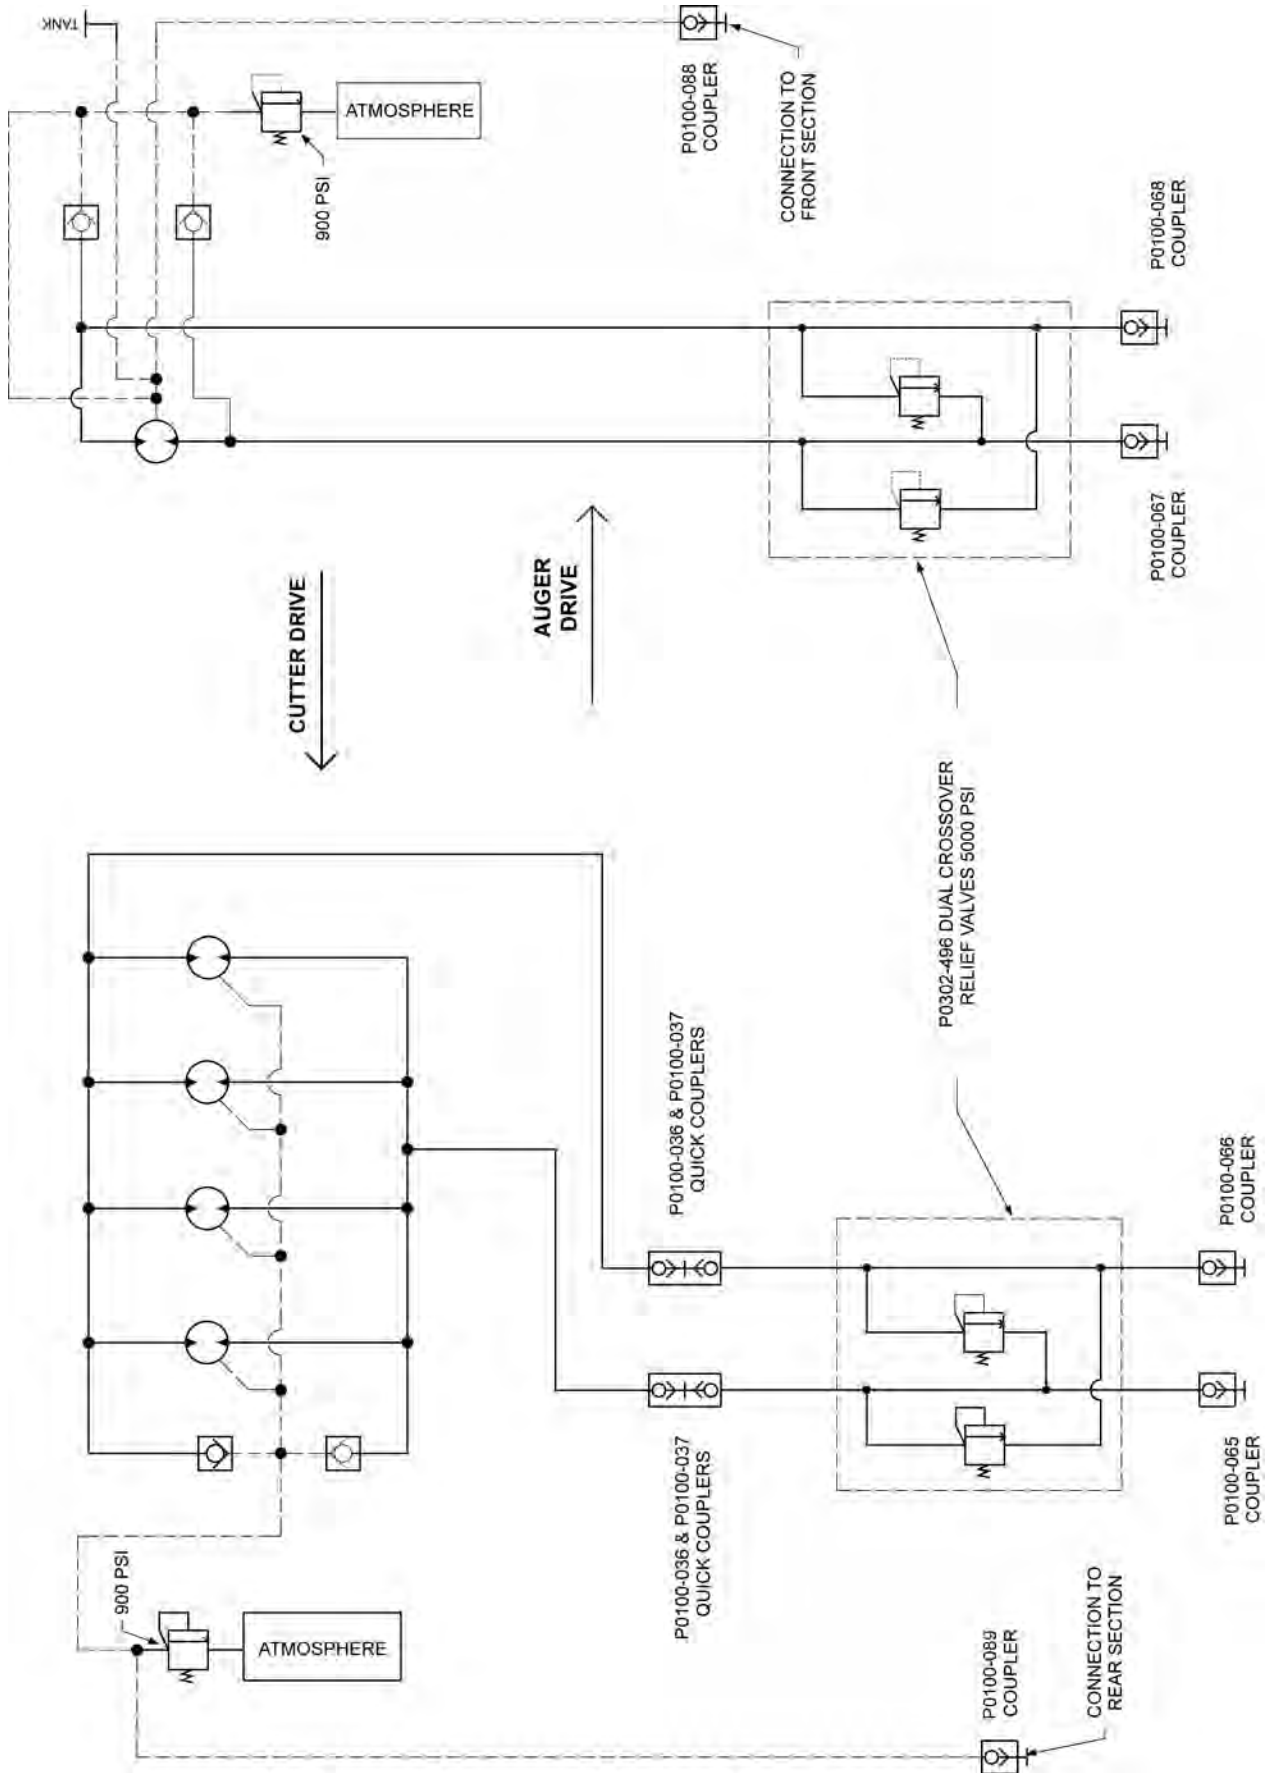 TANK
ATMOSPHERE
900 PSI
P0100-088
COUPLER
CONNECTION TO
FRONT SECTION
P0100-068
COUPLER
P0100-067
COUPLER
CUTTER DRIVE
AUGER
DRIVE
P0302-496 DUAL CROSSOVER
RELIEF VALVES 5000 PSI
P0100-036 & P0100-037
QUICK COUPLERS
P0100-036 & P0100-037
QUICK COUPLERS
P0100-066
COUPLER
P0100-065
COUPLER
900 PSI
ATMOSPHERE
P0100-089
COUPLER
CONNECTION TO
REAR SECTION